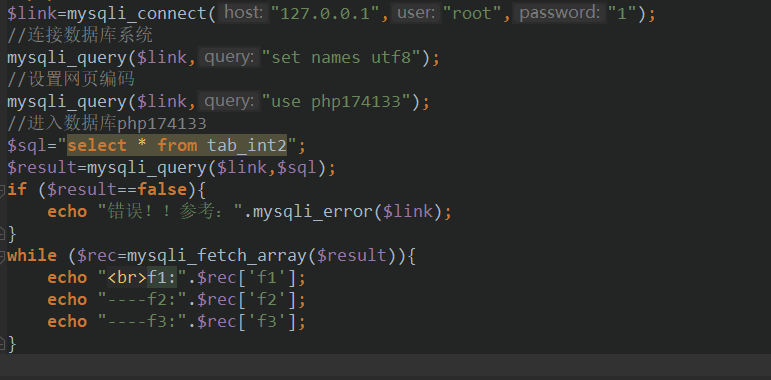 $link=mysqli_connect( host: "127.0.0.1", user: "root", password: "1");
//连接数据库系统
mysqli_query($link, query: "set names utf8");
//设置网页编码
mysqli_query($link, query: "use php174133");
//进入数据库php174133
$sql="select * from tab_int2";
$result=mysqli_query($link,$sql);
if ($result==false){
    echo "错误！！参考：".mysqli_error($link);
}
while ($rec=mysqli_fetch_array($result)){
    echo "<br>f1:".$rec['f1'];
    echo "----f2:".$rec['f2'];
    echo "----f3:".$rec['f3'];
}